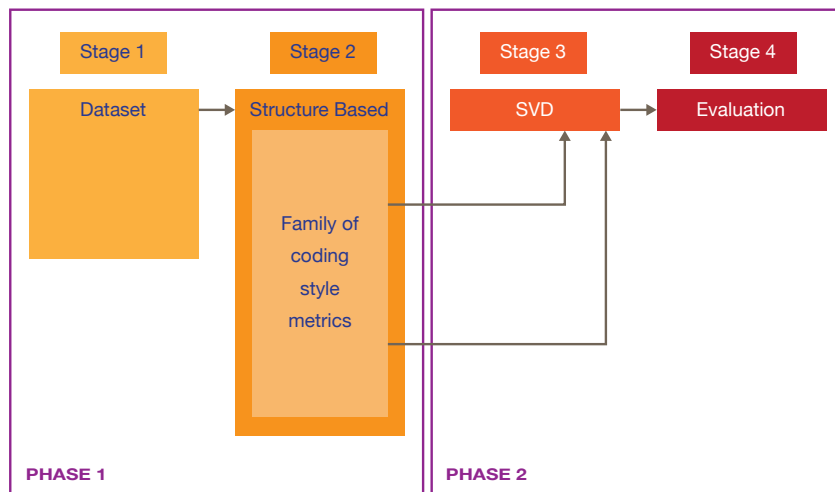 Stage 1
Stage 2
Stage 3
Stage 4
Dataset
Structure Based
SVD
Evaluation
Family of
coding
style
metrics
PHASE 1
PHASE 2